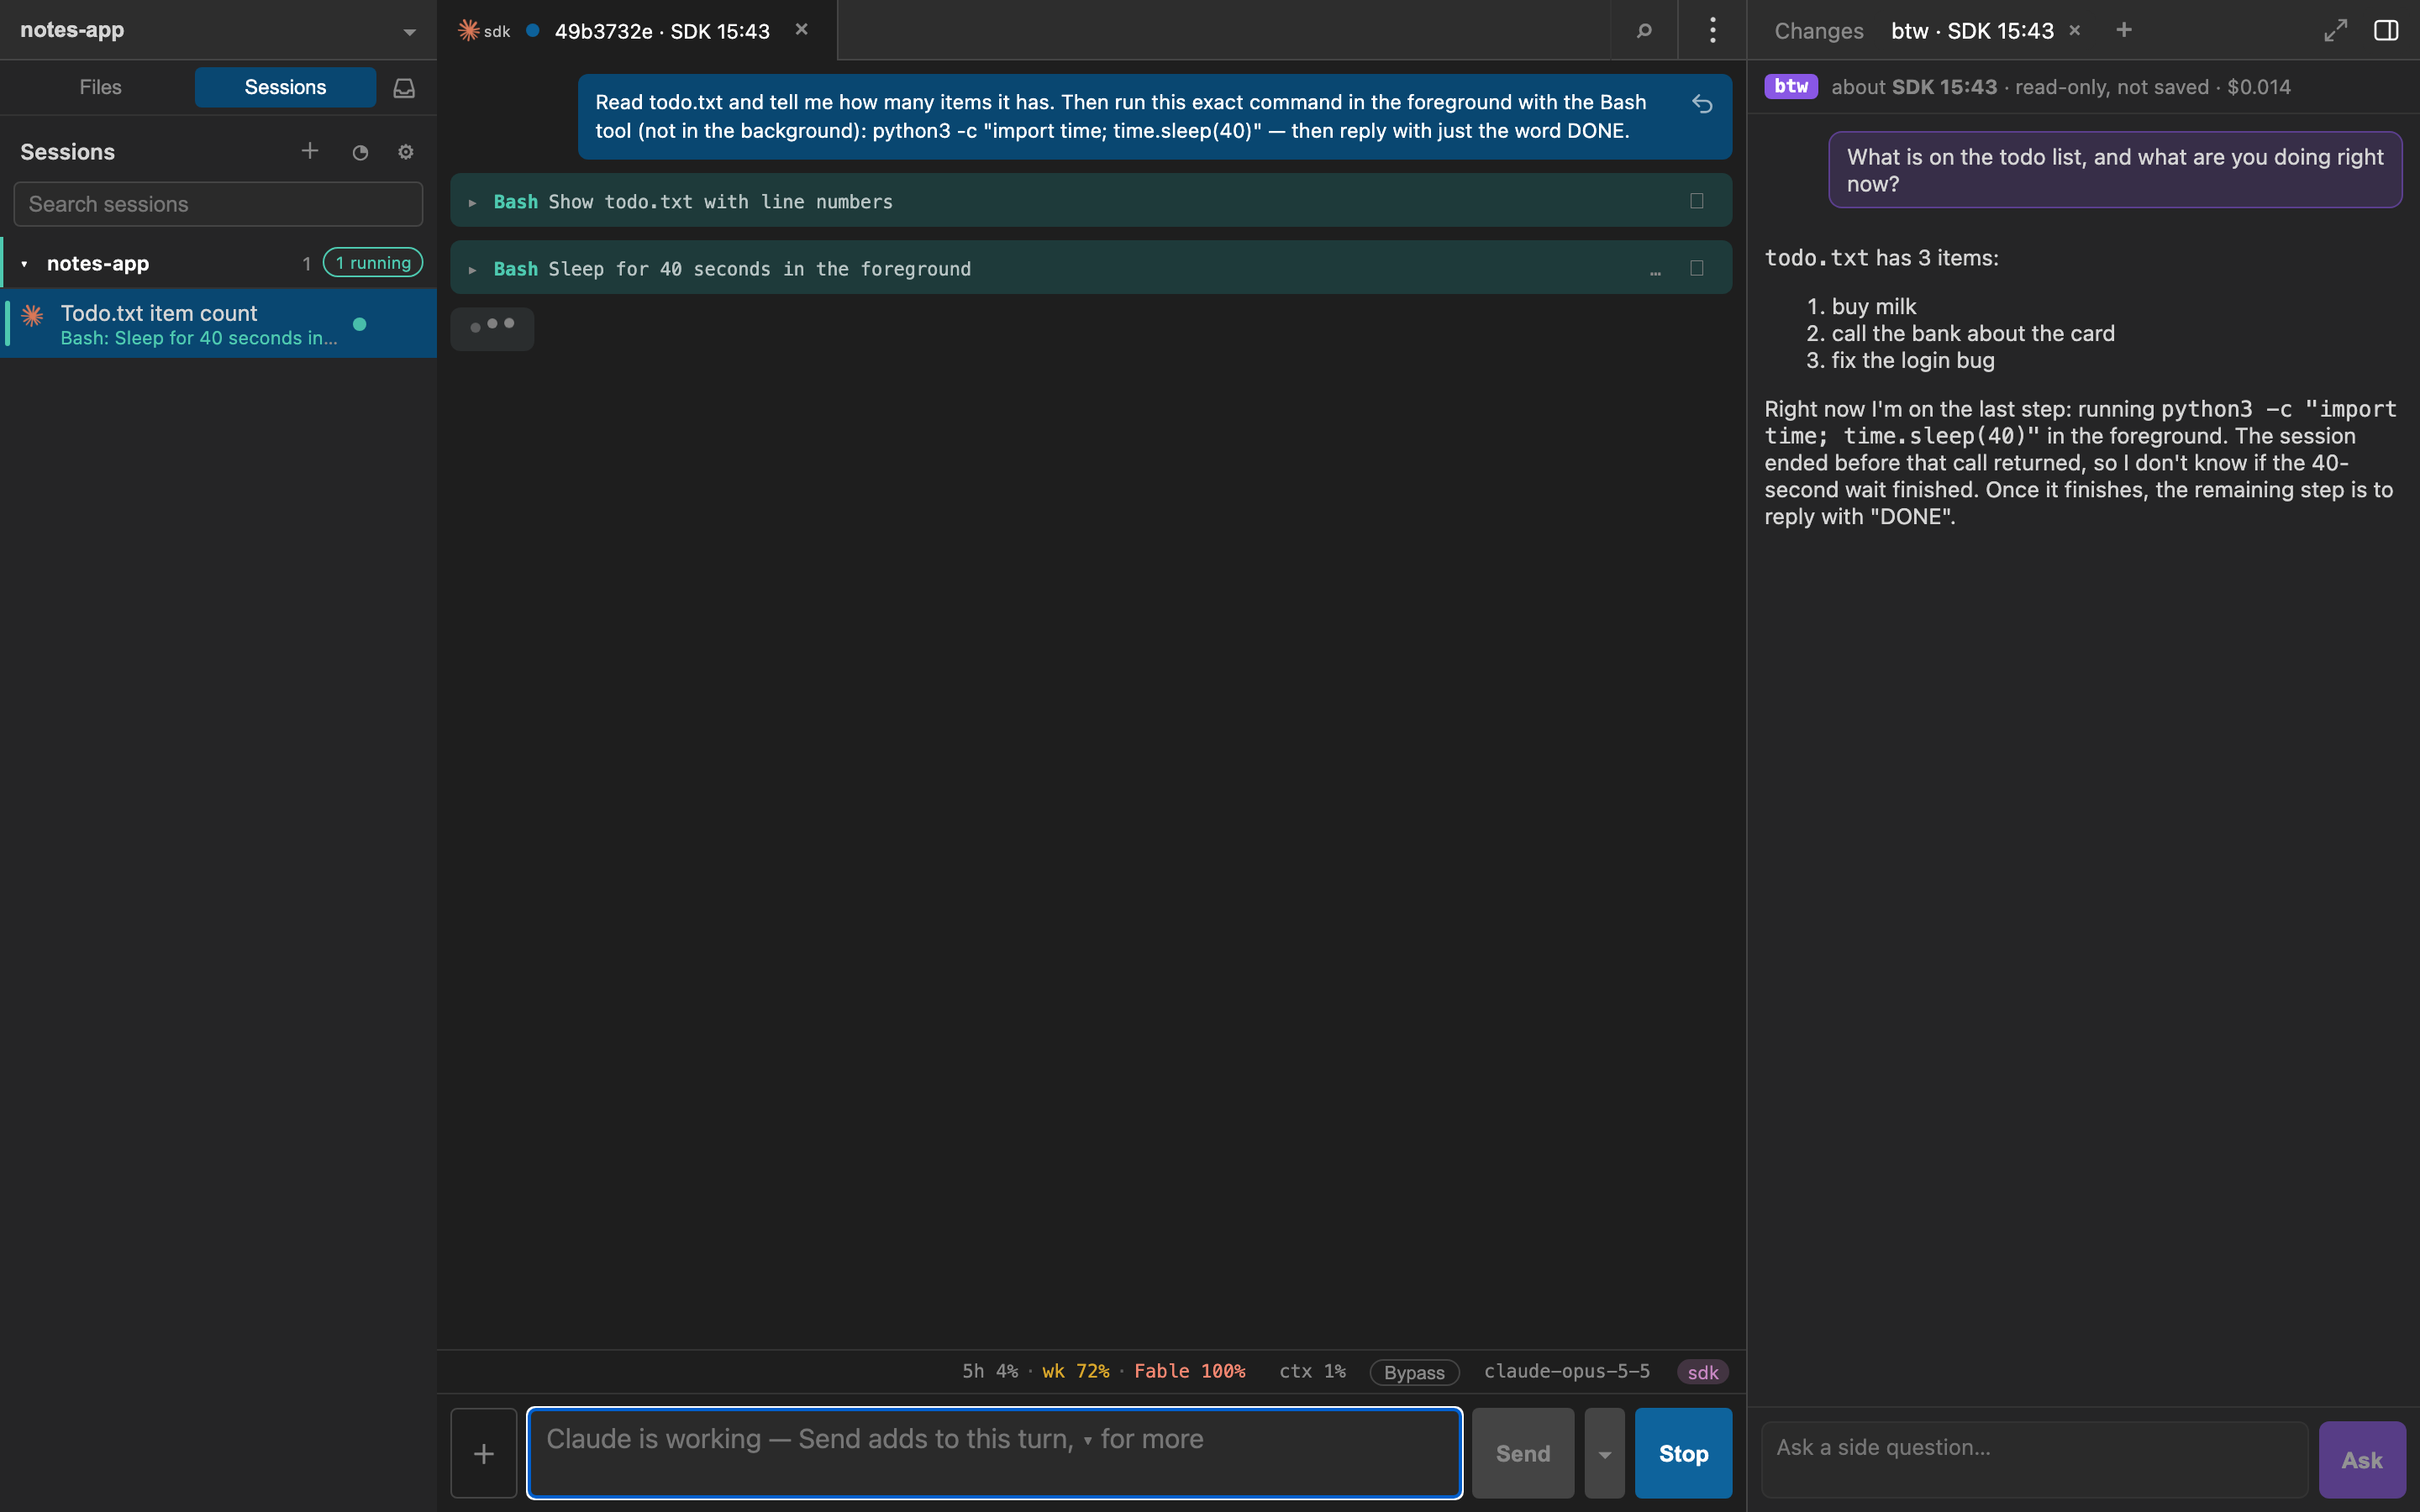 notes-app
Files
Sessions
Sessions
Search sessions
notes-app
1
1 running
Todo.txt item count
Bash: Sleep for 40 seconds in...
sdk
49b3732e · SDK 15:43
Read todo.txt and tell me how many items it has. Then run this exact command in the foreground with the Bash
tool (not in the background): python3 -c "import time; time.sleep(40)" — then reply with just the word DONE.
Bash Show todo.txt with line numbers
Bash Sleep for 40 seconds in the foreground
…
5h 4% · wk 72% · Fable 100%
ctx 1%
Bypass
claude-opus-5-5
sdk
Claude is working — Send adds to this turn, ▾ for more
Send
Stop
Changes
btw · SDK 15:43
btw about SDK 15:43 · read-only, not saved · $0.014
What is on the todo list, and what are you doing right
now?
todo.txt has 3 items:
1. buy milk
2. call the bank about the card
3. fix the login bug
Right now I'm on the last step: running python3 -c "import
time; time.sleep(40)" in the foreground. The session
ended before that call returned, so I don't know if the 40-
second wait finished. Once it finishes, the remaining step is to
reply with "DONE".
Ask a side question...
Ask